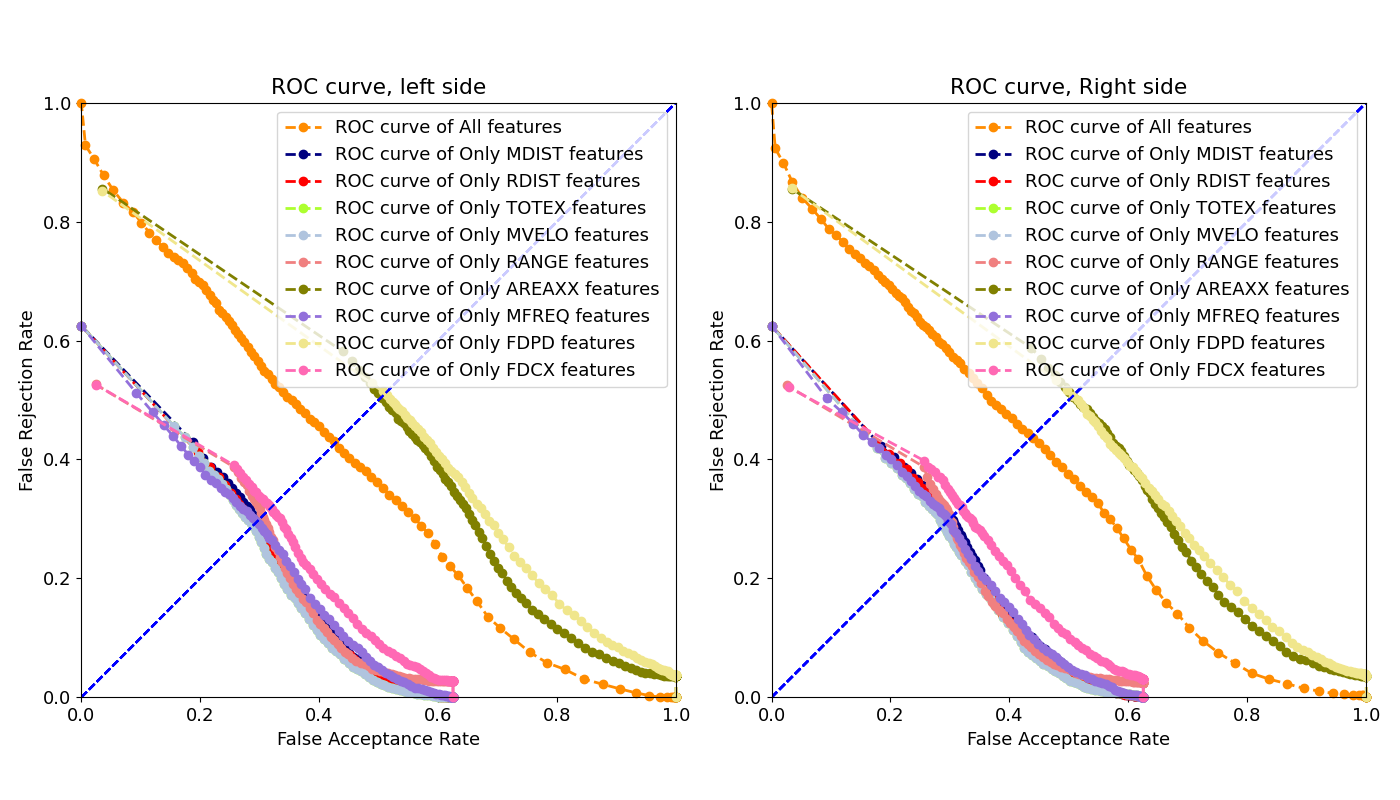 ROC curve, left side
1.0
0.8
0.6
0.4
0.2
0.0
False Rejection Rate
ROC curve of All features
ROC curve of Only MDIST features
ROC curve of Only RDIST features
ROC curve of Only TOTEX features
ROC curve of Only MVELO features
ROC curve of Only RANGE features
ROC curve of Only AREAXX features
ROC curve of Only MFREQ features
ROC curve of Only FDPD features
ROC curve of Only FDCX features
0.0 0.2 0.4 0.6 0.8 1.0
False Acceptance Rate
ROC curve, Right side
1.0
0.8
0.6
0.4
0.2
0.0
False Rejection Rate
ROC curve of All features
ROC curve of Only MDIST features
ROC curve of Only RDIST features
ROC curve of Only TOTEX features
ROC curve of Only MVELO features
ROC curve of Only RANGE features
ROC curve of Only AREAXX features
ROC curve of Only MFREQ features
ROC curve of Only FDPD features
ROC curve of Only FDCX features
0.0 0.2 0.4 0.6 0.8 1.0
False Acceptance Rate